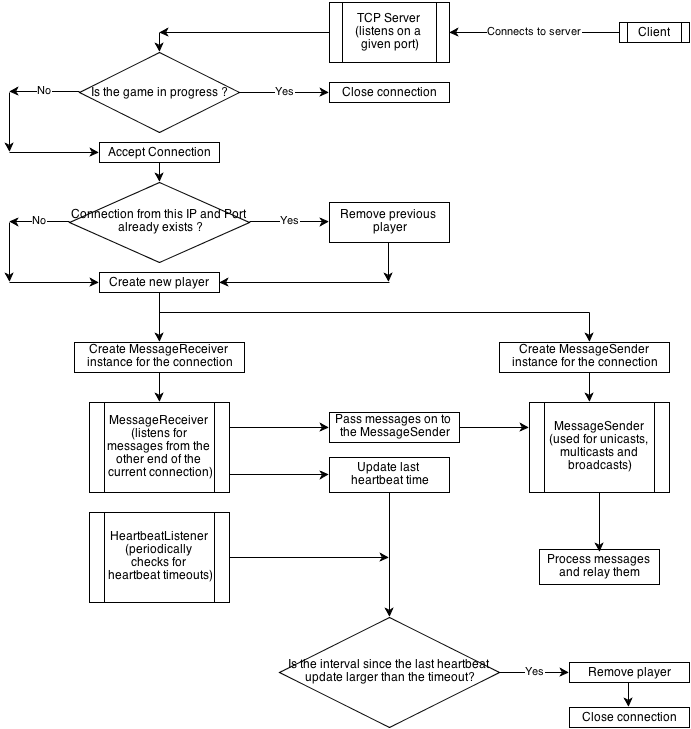 TCP Server
(listens on a
given port)
Connects to server
Client
No
Is the game in progress ?
Yes
Close connection
Accept Connection
No
Connection from this IP and Port
already exists ?
Yes
Remove previous
player
Create new player
Create MessageReceiver
instance for the connection
Create MessageSender
instance for the connection
MessageReceiver
(listens for
messages from the
other end of the
current connection)
Pass messages on to
the MessageSender
MessageSender
(used for unicasts,
multicasts and
broadcasts)
Update last
heartbeat time
HeartbeatListener
(periodically
checks for
heartbeat timeouts)
Process messages
and relay them
Is the interval since the last heartbeat
update larger than the timeout?
Yes
Remove player
Close connection